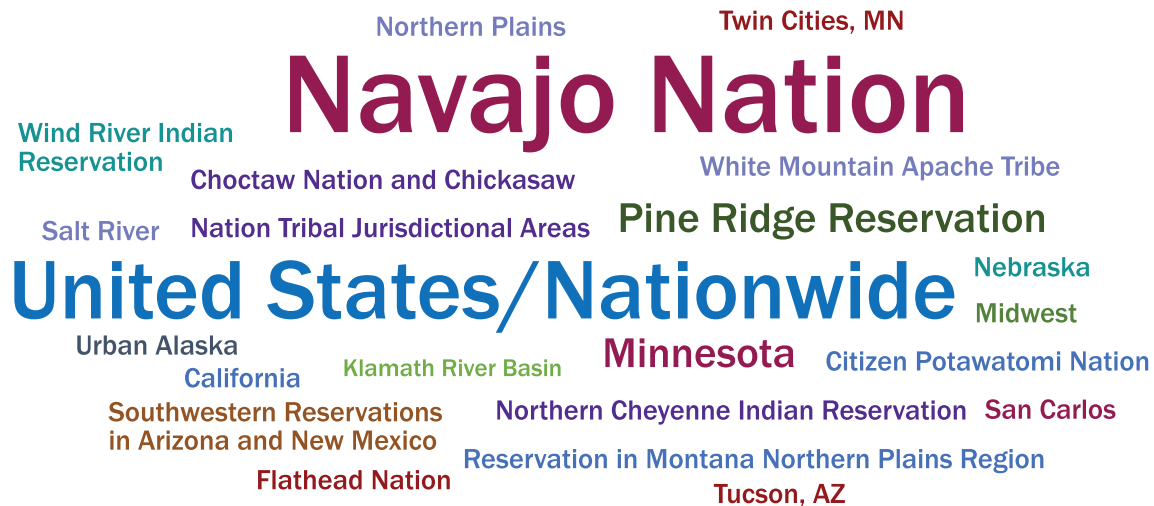 Northern Plains
Twin Cities, MN
Navajo Nation
Wind River Indian
Reservation
White Mountain Apache Tribe
Choctaw Nation and Chickasaw
Nation Tribal Jurisdictional Areas
Salt River
Pine Ridge Reservation
United States/Nationwide
Nebraska
Midwest
Urban Alaska
Minnesota
Citizen Potawatomi Nation
California
Klamath River Basin
Southwestern Reservations
in Arizona and New Mexico
Northern Cheyenne Indian Reservation
San Carlos
Reservation in Montana Northern Plains Region
Flathead Nation
Tucson, AZ